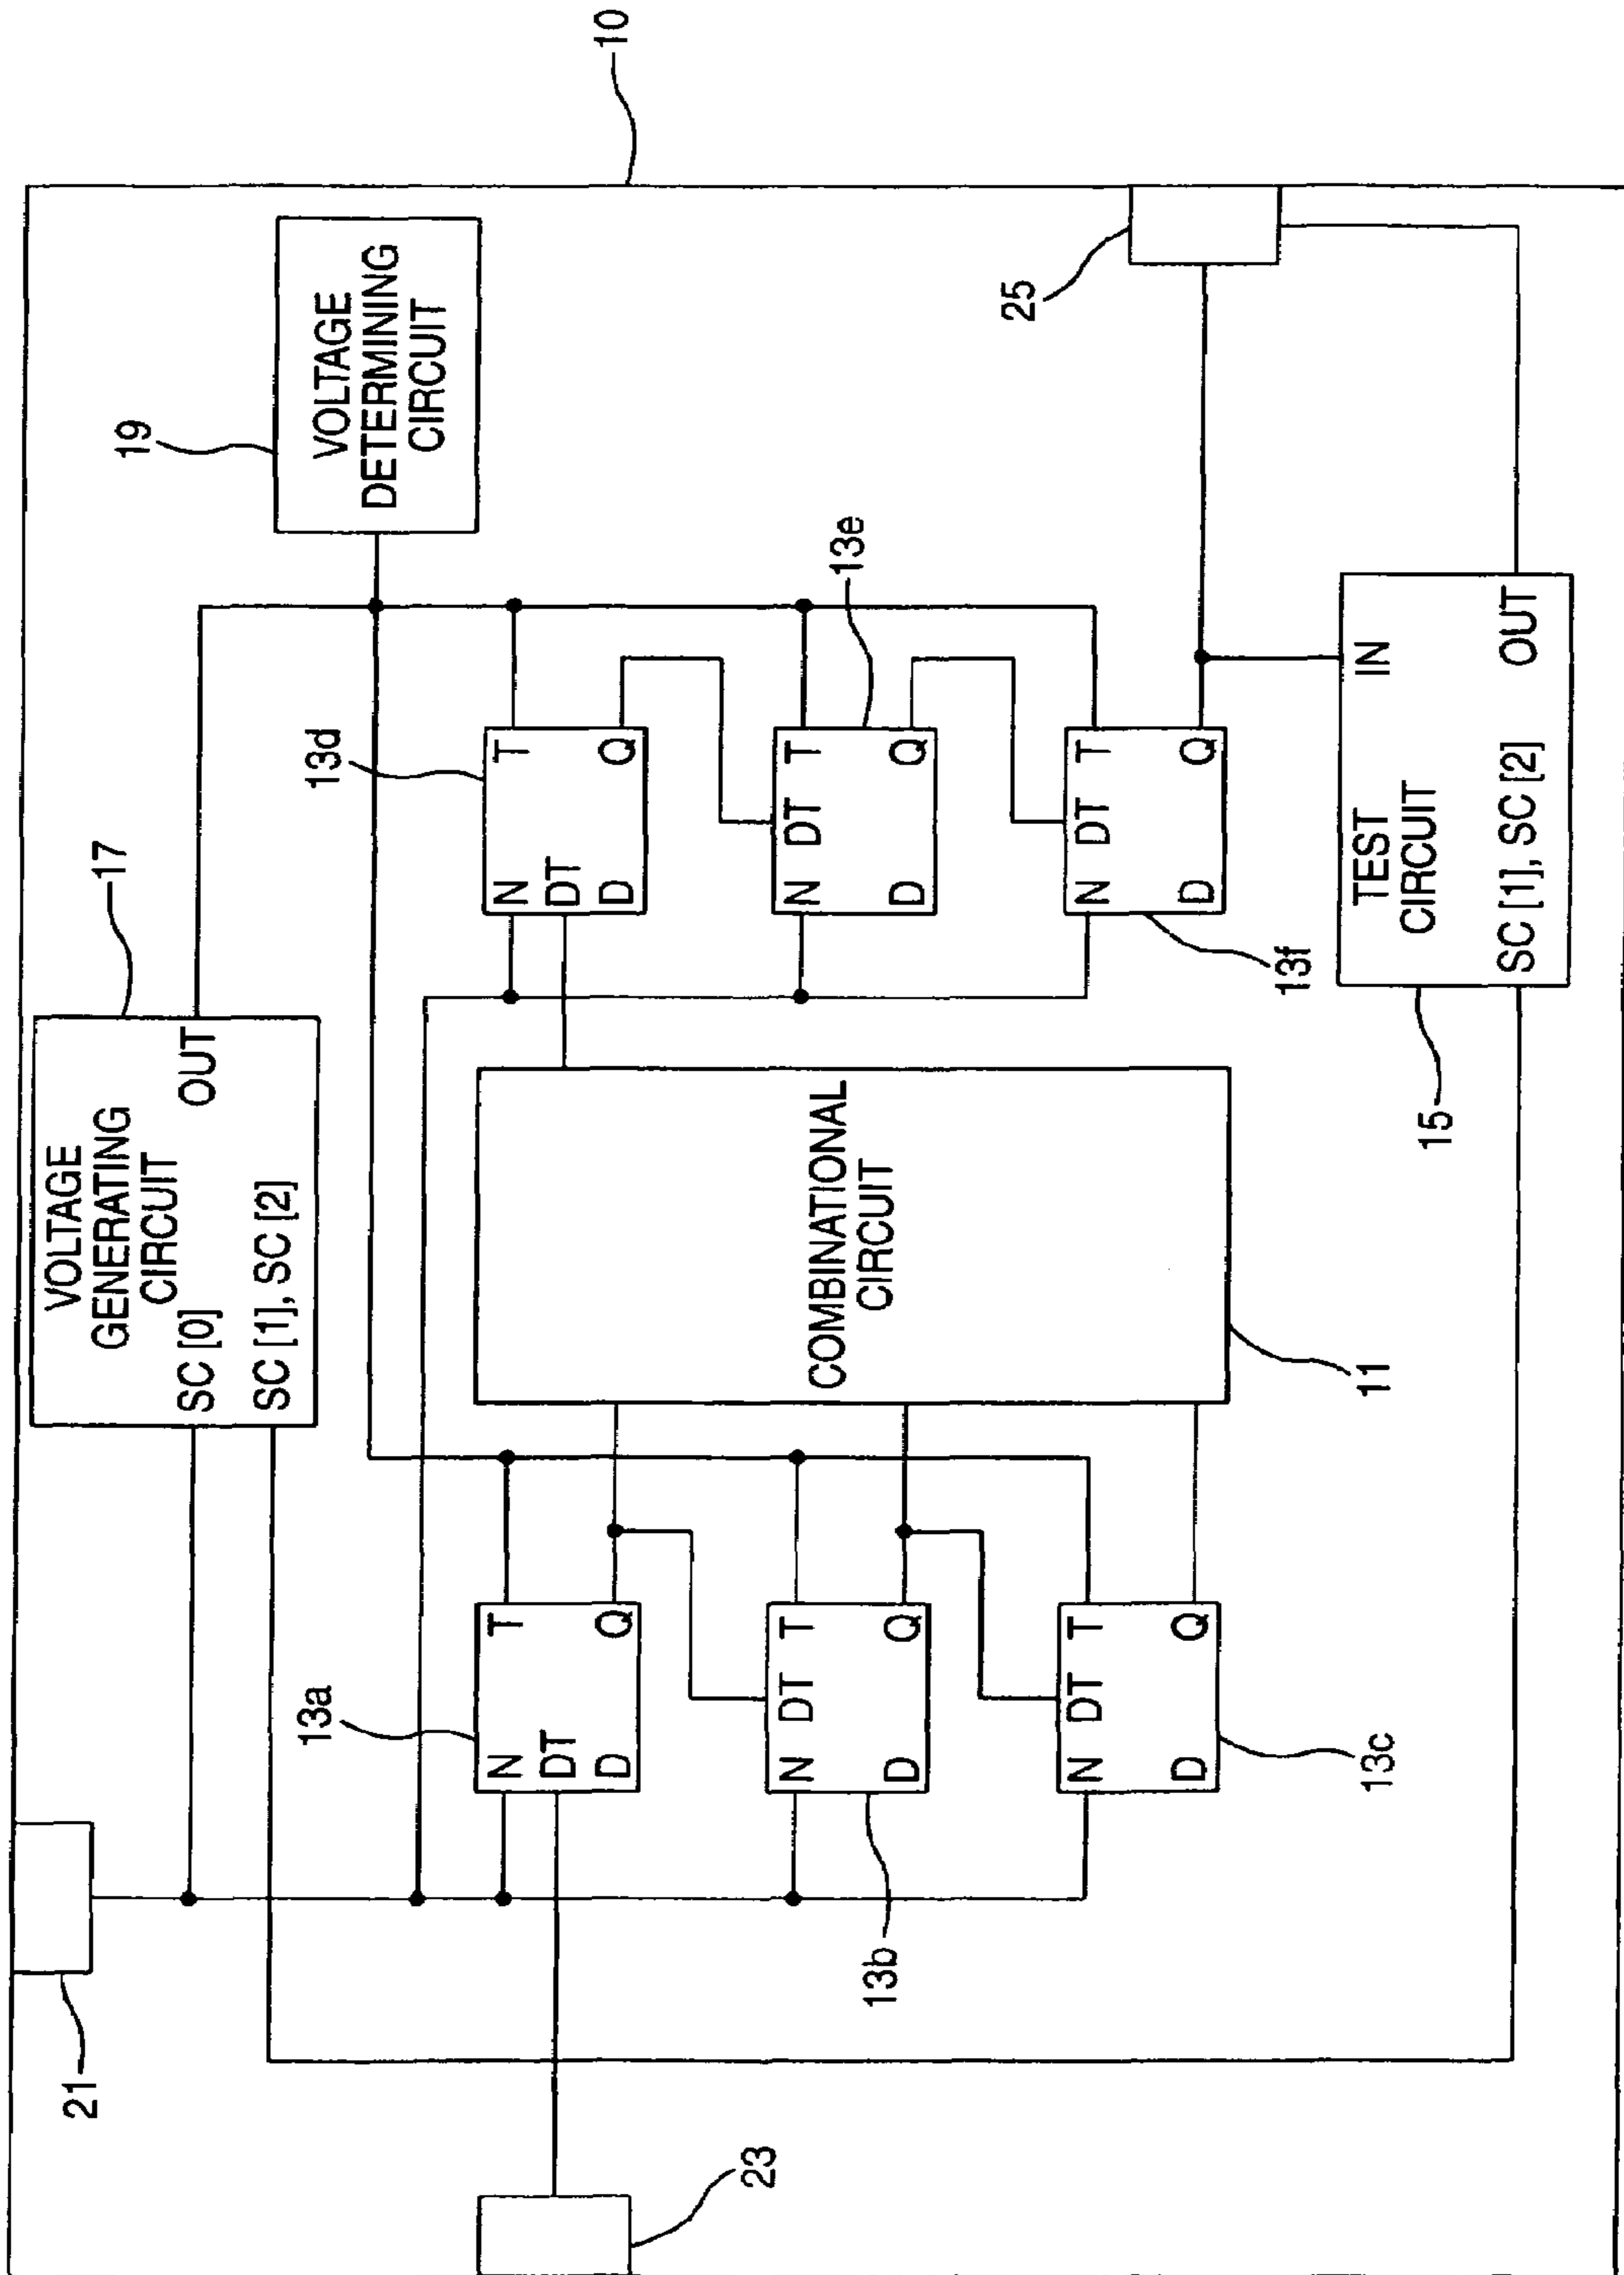 10
21
17
VOLTAGE
GENERATING
CIRCUIT
SC [0]
OUT
SC [1], SC [2]
19
VOLTAGE
DETERMINING
CIRCUIT
23
13a
N
T
DT
D
Q
13b
N
DT
T
D
Q
13c
N
DT
T
D
Q
COMBINATIONAL
CIRCUIT
11
13d
N
T
DT
D
Q
13e
N
DT
T
D
Q
13f
N
DT
T
D
Q
25
15
TEST
CIRCUIT
IN
SC [1], SC [2]
OUT